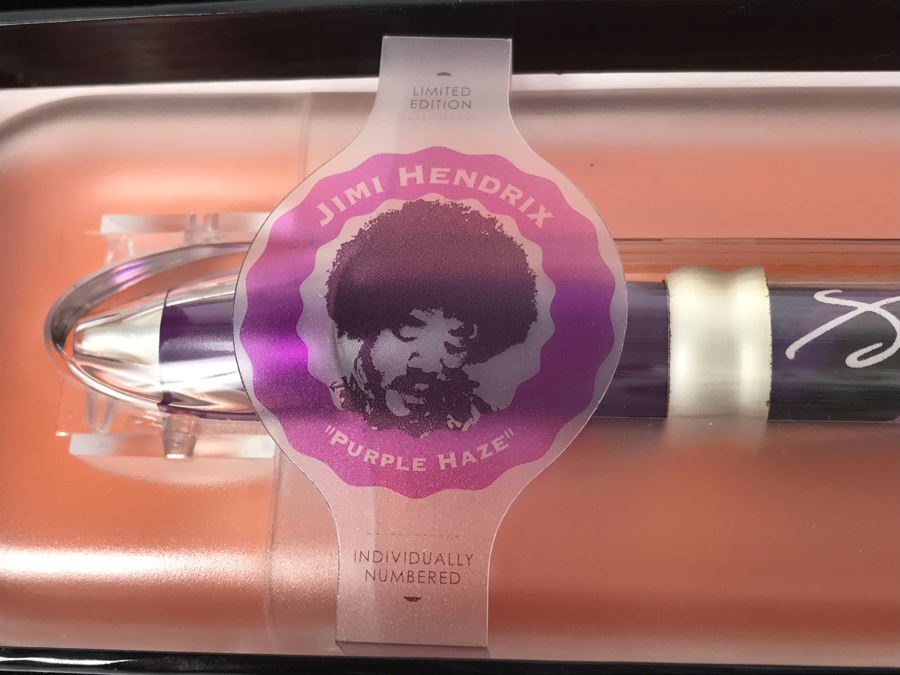 LIMITED
EDITION
JIMI HENDRIX
"PURPLE HAZE"
INDIVIDUALLY
NUMBERED